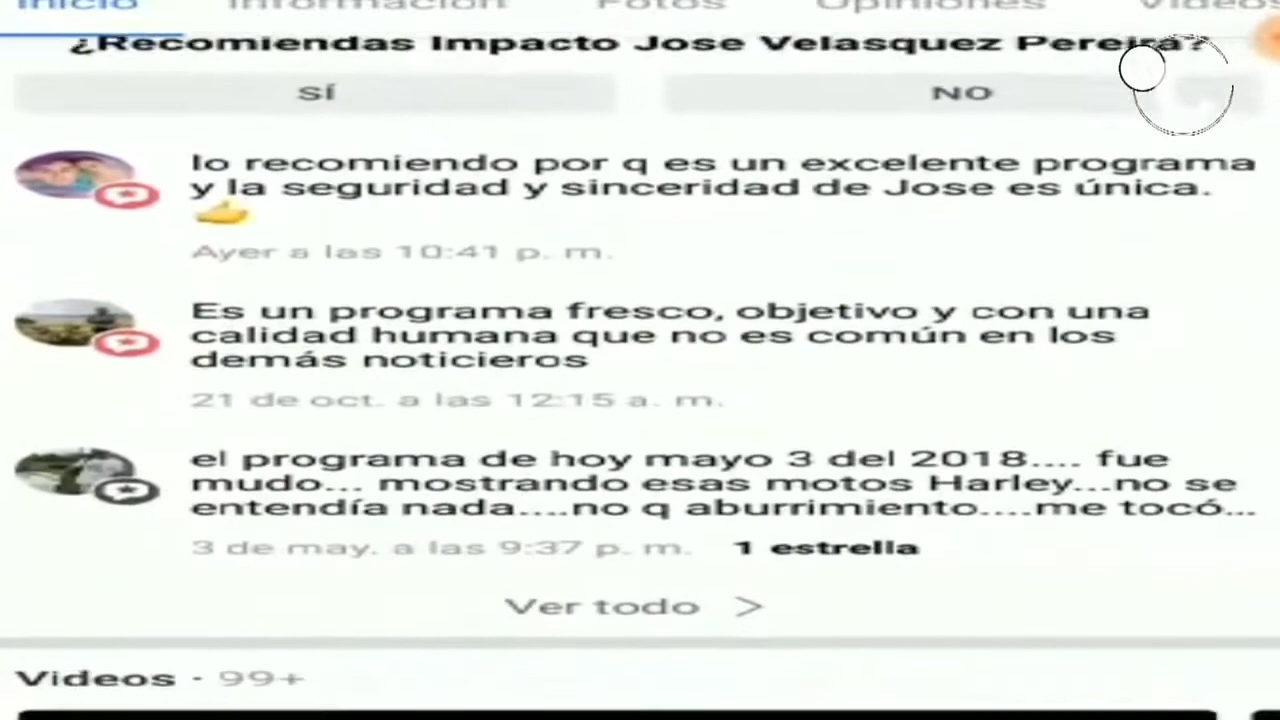 Inicio Información Fotos Opiniones Videos
¿Recomiendas Impacto Jose Velasquez Pereira?
SÍ NO
lo recomiendo por q es un excelente programa
y la seguridad y sinceridad de Jose es única.
👍
Ayer a las 10:41 p. m.
Es un programa fresco, objetivo y con una
calidad humana que no es común en los
demás noticieros
21 de oct. a las 12:15 a. m.
el programa de hoy mayo 3 del 2018.... fue
mudo... mostrando esas motos Harley...no se
entendía nada....no q aburrimiento....me tocó...
3 de may. a las 9:37 p. m. 1 estrella
Ver todo >
Videos · 99+